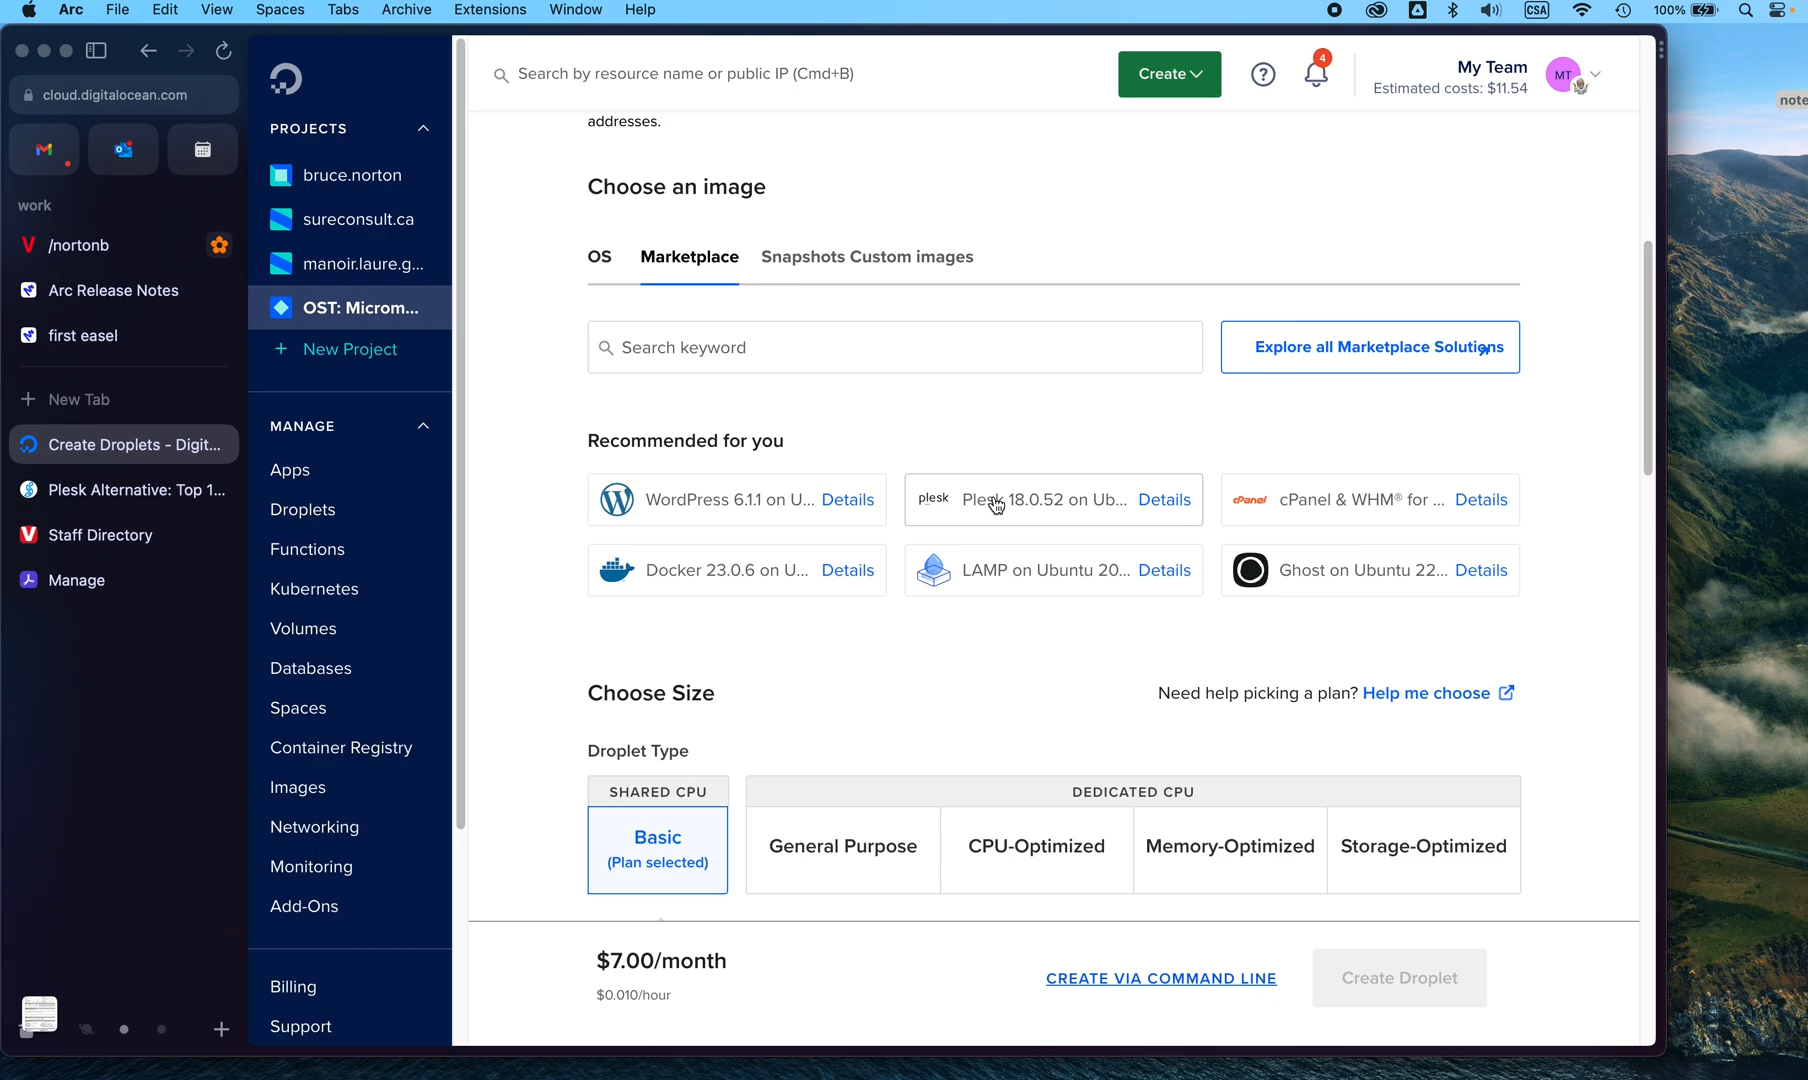 Arc File Edit View Spaces Tabs Archive Extensions Window Help CSA 100%
cloud.digitalocean.com
work
/nortonb
Arc Release Notes
first easel
New Tab
Create Droplets - Digit...
Plesk Alternative: Top 1...
Staff Directory
Manage
PROJECTS
bruce.norton
sureconsult.ca
manoir.laure.g...
OST: Microm...
+ New Project
MANAGE
Apps
Droplets
Functions
Kubernetes
Volumes
Databases
Spaces
Container Registry
Images
Networking
Monitoring
Add-Ons
Billing
Support
Search by resource name or public IP (Cmd+B)
Create
4
My Team
Estimated costs: $11.54
MT
addresses.
Choose an image
OS Marketplace Snapshots Custom images
Search keyword
Explore all Marketplace Solutions
Recommended for you
WordPress 6.1.1 on U... Details
plesk Plesk 18.0.52 on Ub... Details
cPanel cPanel & WHM® for ... Details
Docker 23.0.6 on U... Details
LAMP on Ubuntu 20... Details
Ghost on Ubuntu 22... Details
Choose Size
Need help picking a plan? Help me choose
Droplet Type
SHARED CPU
DEDICATED CPU
Basic
(Plan selected)
General Purpose
CPU-Optimized
Memory-Optimized
Storage-Optimized
$7.00/month
$0.010/hour
CREATE VIA COMMAND LINE
Create Droplet
note